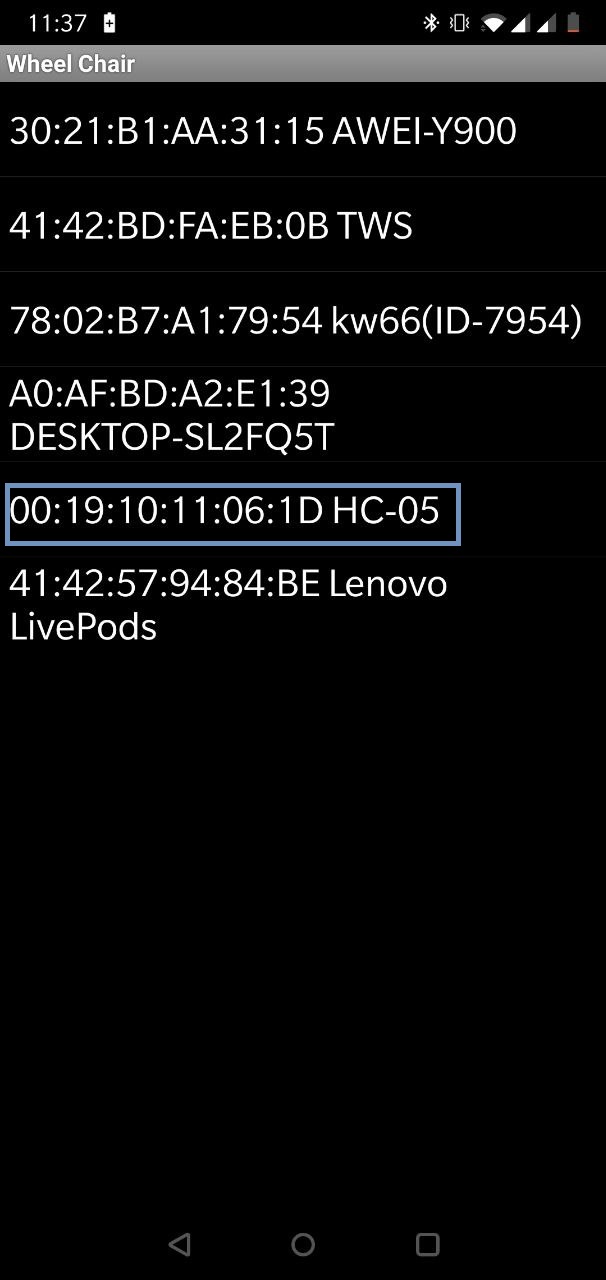 11:37
Wheel Chair
30:21:B1:AA:31:15 AWEI-Y900
41:42:BD:FA:EB:0B TWS
78:02:B7:A1:79:54 kw66(ID-7954)
A0:AF:BD:A2:E1:39
DESKTOP-SL2FQ5T
00:19:10:11:06:1D HC-05
41:42:57:94:84:BE Lenovo
LivePods